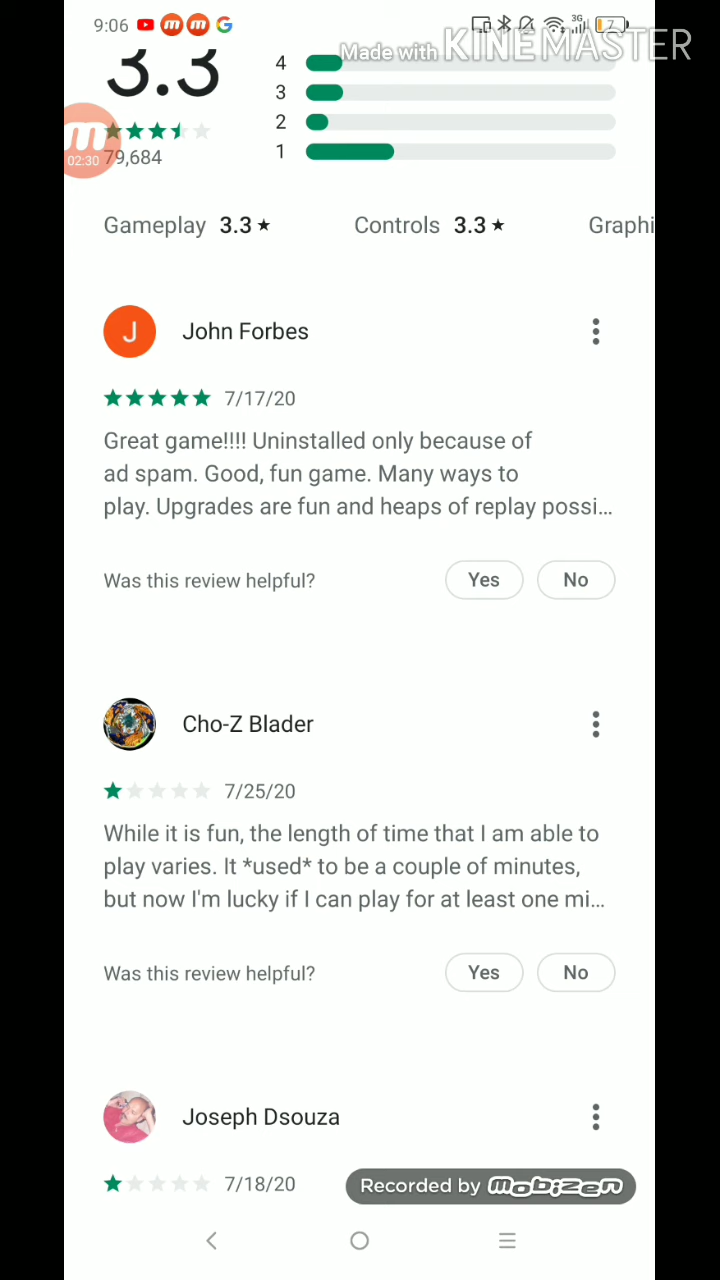 9:06
3G
7
Made with KINEMASTER
3.3
4
3
2
1
m
02:30
79,684
Gameplay 3.3 ★ Controls 3.3 ★ Graphi
J John Forbes
7/17/20
Great game!!!! Uninstalled only because of
ad spam. Good, fun game. Many ways to
play. Upgrades are fun and heaps of replay possi...
Was this review helpful? Yes No
Cho-Z Blader
7/25/20
While it is fun, the length of time that I am able to
play varies. It *used* to be a couple of minutes,
but now I'm lucky if I can play for at least one mi...
Was this review helpful? Yes No
Joseph Dsouza
7/18/20
Recorded by mobizen